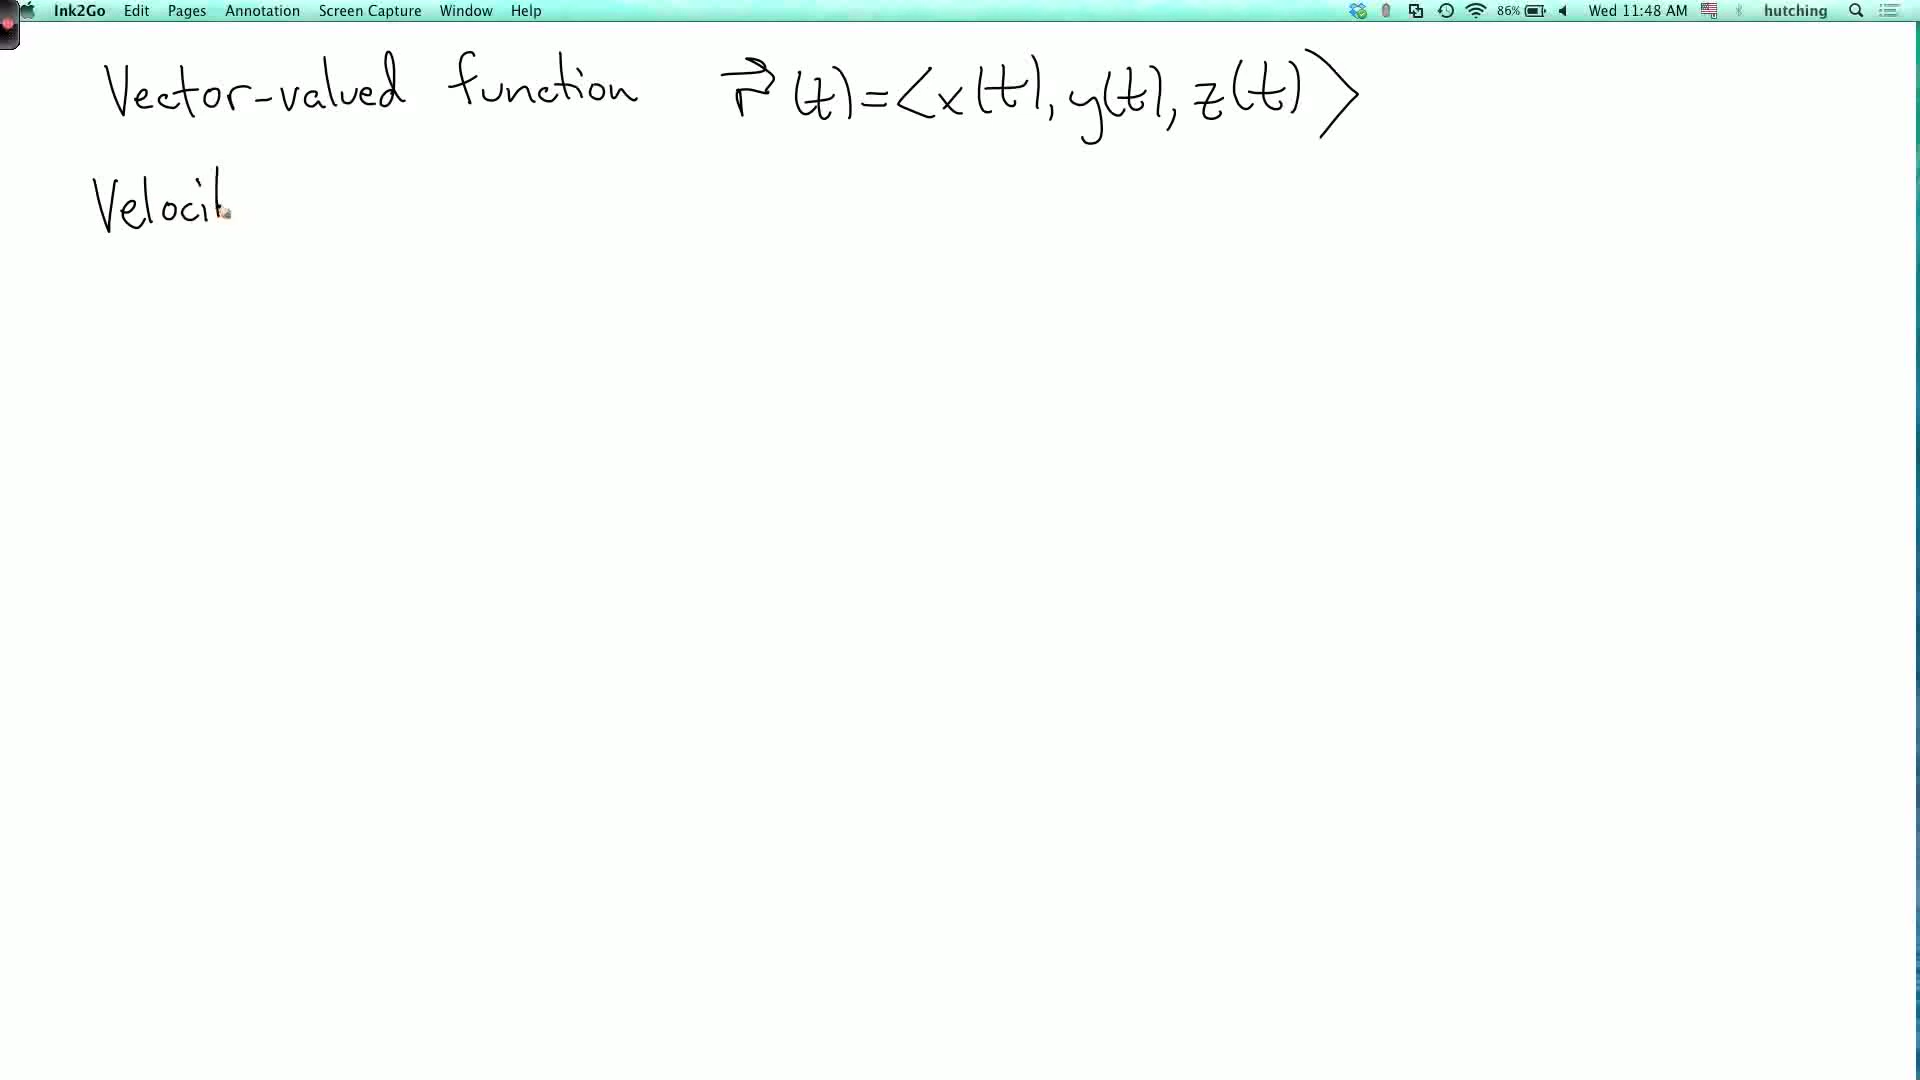 Ink2Go Edit Pages Annotation Screen Capture Window Help 86% Wed 11:48 AM hutching
Vector-valued function r⃗(t)=<x(t), y(t), z(t)>
Velocit